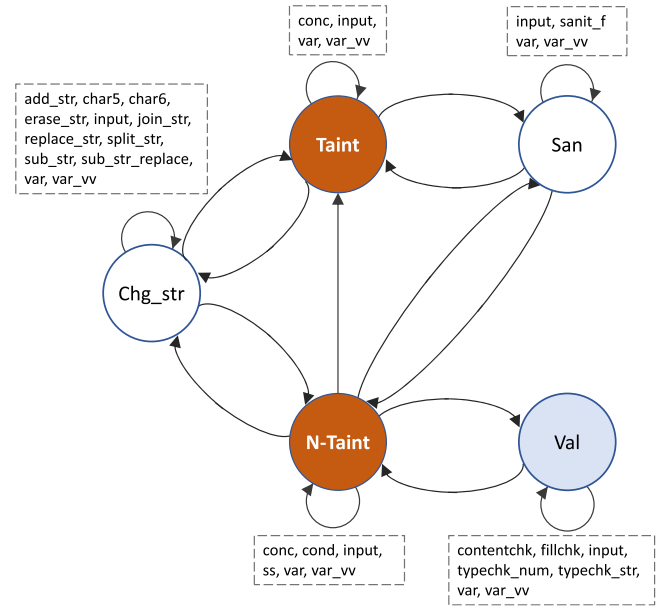 conc, input,
var, var_vv
input, sanit_f
var, var_vv
add_str, char5, char6,
erase_str, input, join_str,
replace_str, split_str,
sub_str, sub_str_replace,
var, var_vv
Taint
San
Chg_str
N-Taint
Val
conc, cond, input,
ss, var, var_vv
contentchk, fillchk, input,
typechk_num, typechk_str,
var, var_vv